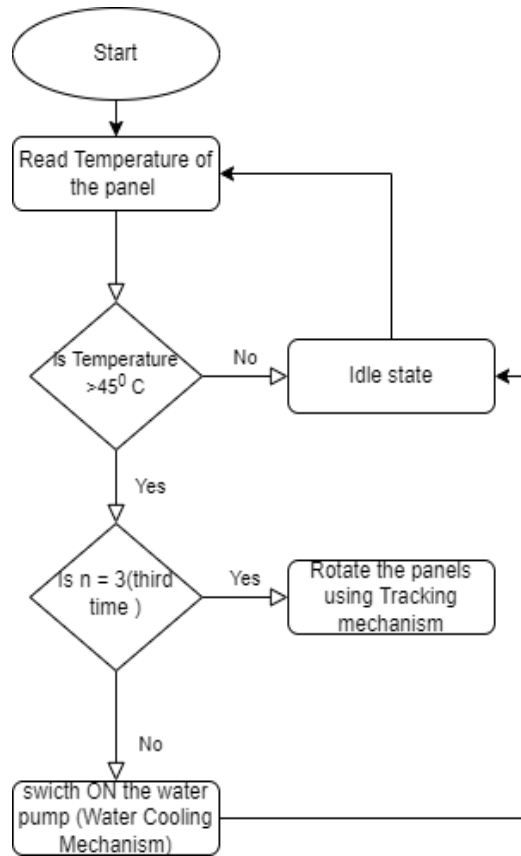 Start
Read Temperature of
the panel
Is Temperature
>45⁰ C
No
Idle state
Yes
Is n = 3(third
time )
Yes
Rotate the panels
using Tracking
mechanism
No
swicth ON the water
pump (Water Cooling
Mechanism)